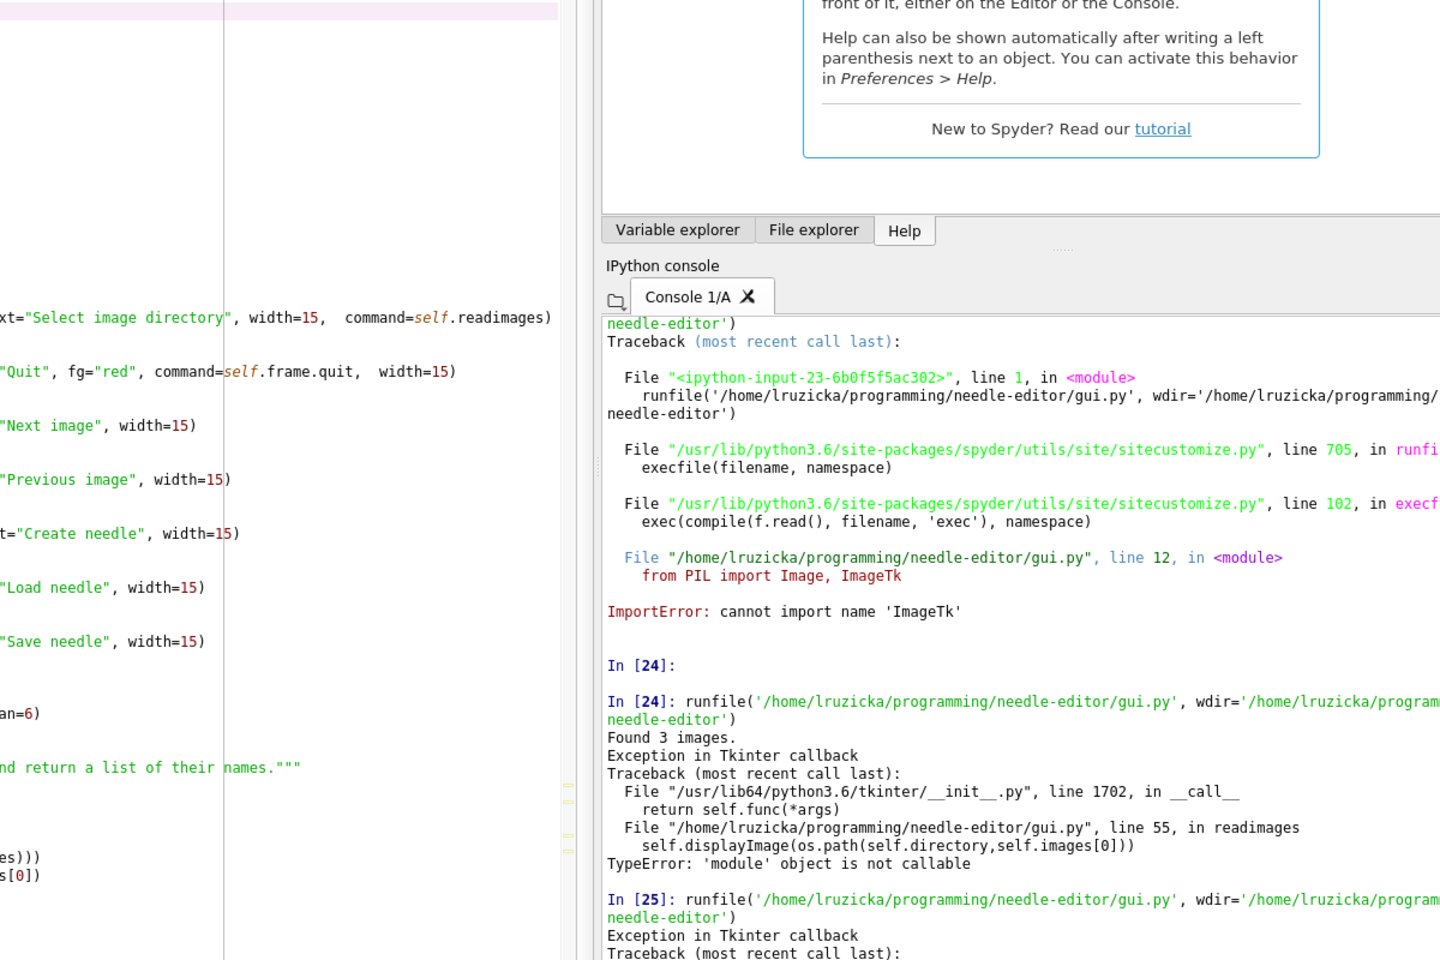 front of it, either on the Editor or the Console.
Help can also be shown automatically after writing a left
parenthesis next to an object. You can activate this behavior
in Preferences > Help.
New to Spyder? Read our tutorial
Variable explorer File explorer Help
IPython console
Console 1/A
xt="Select image directory", width=15,  command=self.readimages)
"Quit", fg="red", command=self.frame.quit,  width=15)
"Next image", width=15)
"Previous image", width=15)
t="Create needle", width=15)
"Load needle", width=15)
"Save needle", width=15)
an=6)
nd return a list of their names."""
es)))
s[0])
needle-editor')
Traceback (most recent call last):
File "<ipython-input-23-6b0f5f5ac302>", line 1, in <module>
runfile('/home/lruzicka/programming/needle-editor/gui.py', wdir='/home/lruzicka/programming/
needle-editor')
File "/usr/lib/python3.6/site-packages/spyder/utils/site/sitecustomize.py", line 705, in runfi
execfile(filename, namespace)
File "/usr/lib/python3.6/site-packages/spyder/utils/site/sitecustomize.py", line 102, in execf
exec(compile(f.read(), filename, 'exec'), namespace)
File "/home/lruzicka/programming/needle-editor/gui.py", line 12, in <module>
from PIL import Image, ImageTk
ImportError: cannot import name 'ImageTk'
In [24]:
In [24]: runfile('/home/lruzicka/programming/needle-editor/gui.py', wdir='/home/lruzicka/program
needle-editor')
Found 3 images.
Exception in Tkinter callback
Traceback (most recent call last):
File "/usr/lib64/python3.6/tkinter/__init__.py", line 1702, in __call__
return self.func(*args)
File "/home/lruzicka/programming/needle-editor/gui.py", line 55, in readimages
self.displayImage(os.path(self.directory,self.images[0]))
TypeError: 'module' object is not callable
In [25]: runfile('/home/lruzicka/programming/needle-editor/gui.py', wdir='/home/lruzicka/program
needle-editor')
Exception in Tkinter callback
Traceback (most recent call last):